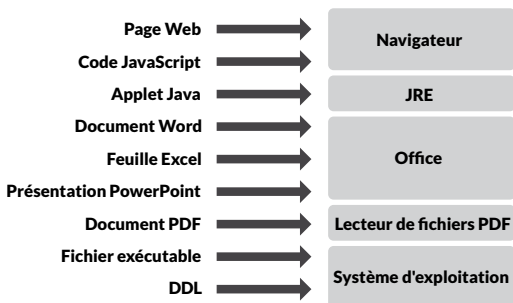 Page Web
Code JavaScript
Navigateur
Applet Java
JRE
Document Word
Feuille Excel
Présentation PowerPoint
Office
Document PDF
Lecteur de fichiers PDF
Fichier exécutable
DDL
Système d'exploitation